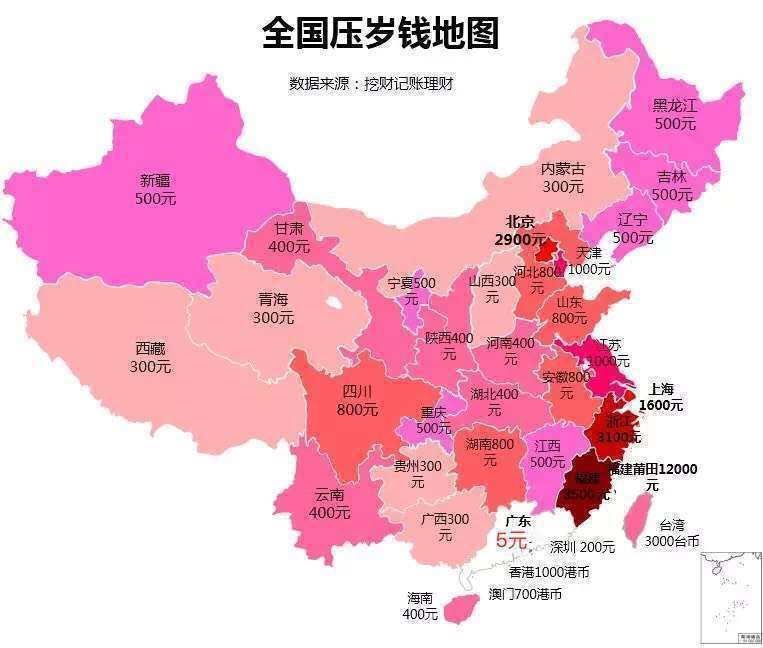 全国压岁钱地图
数据来源：挖财记账理财
黑龙江
500元
吉林
500元
辽宁
500元
内蒙古
300元
新疆
500元
甘肃
400元
北京
2900元
天津
1000元
河北800
元
山西300
元
宁夏500
元
青海
300元
山东
800元
西藏
300元
陕西400
元
河南400
元
江苏
1000元
安徽800
元
四川
800元
湖北400
元
上海
1600元
重庆
500元
浙江
3100元
湖南800
元
江西
500元
贵州300
元
福建莆田12000
元
福建
3500元
云南
400元
广西300
元
广东
5元
深圳 200元
台湾
3000台币
香港1000港币
澳门700港币
海南
400元